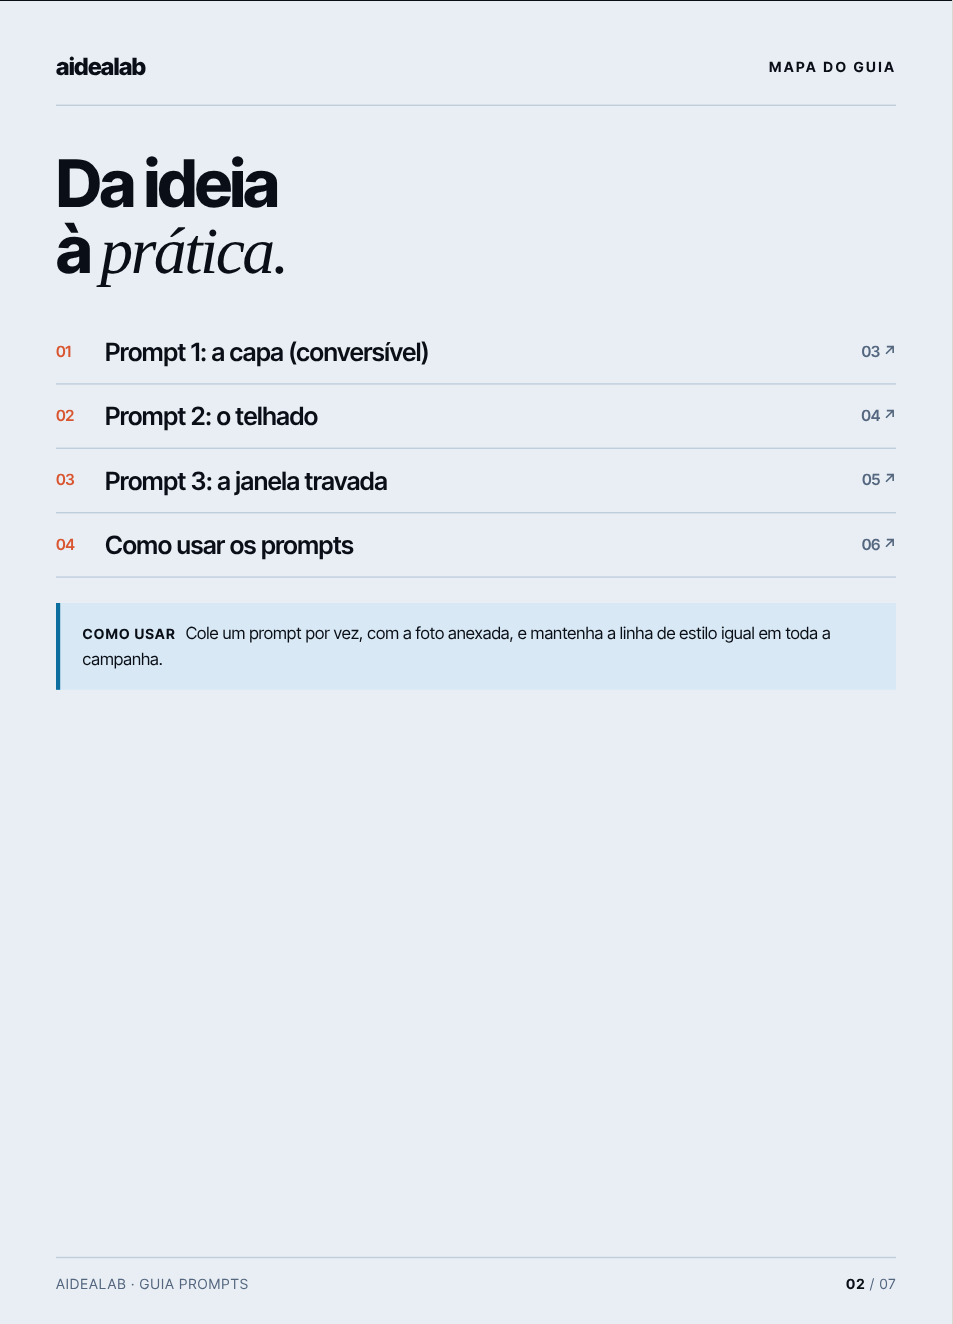 aidealab
MAPA DO GUIA
Da ideia
à prática.
01 Prompt 1: a capa (conversível) 03 ↗
02 Prompt 2: o telhado 04 ↗
03 Prompt 3: a janela travada 05 ↗
04 Como usar os prompts 06 ↗
COMO USAR Cole um prompt por vez, com a foto anexada, e mantenha a linha de estilo igual em toda a
campanha.
AIDEALAB · GUIA PROMPTS
02 / 07